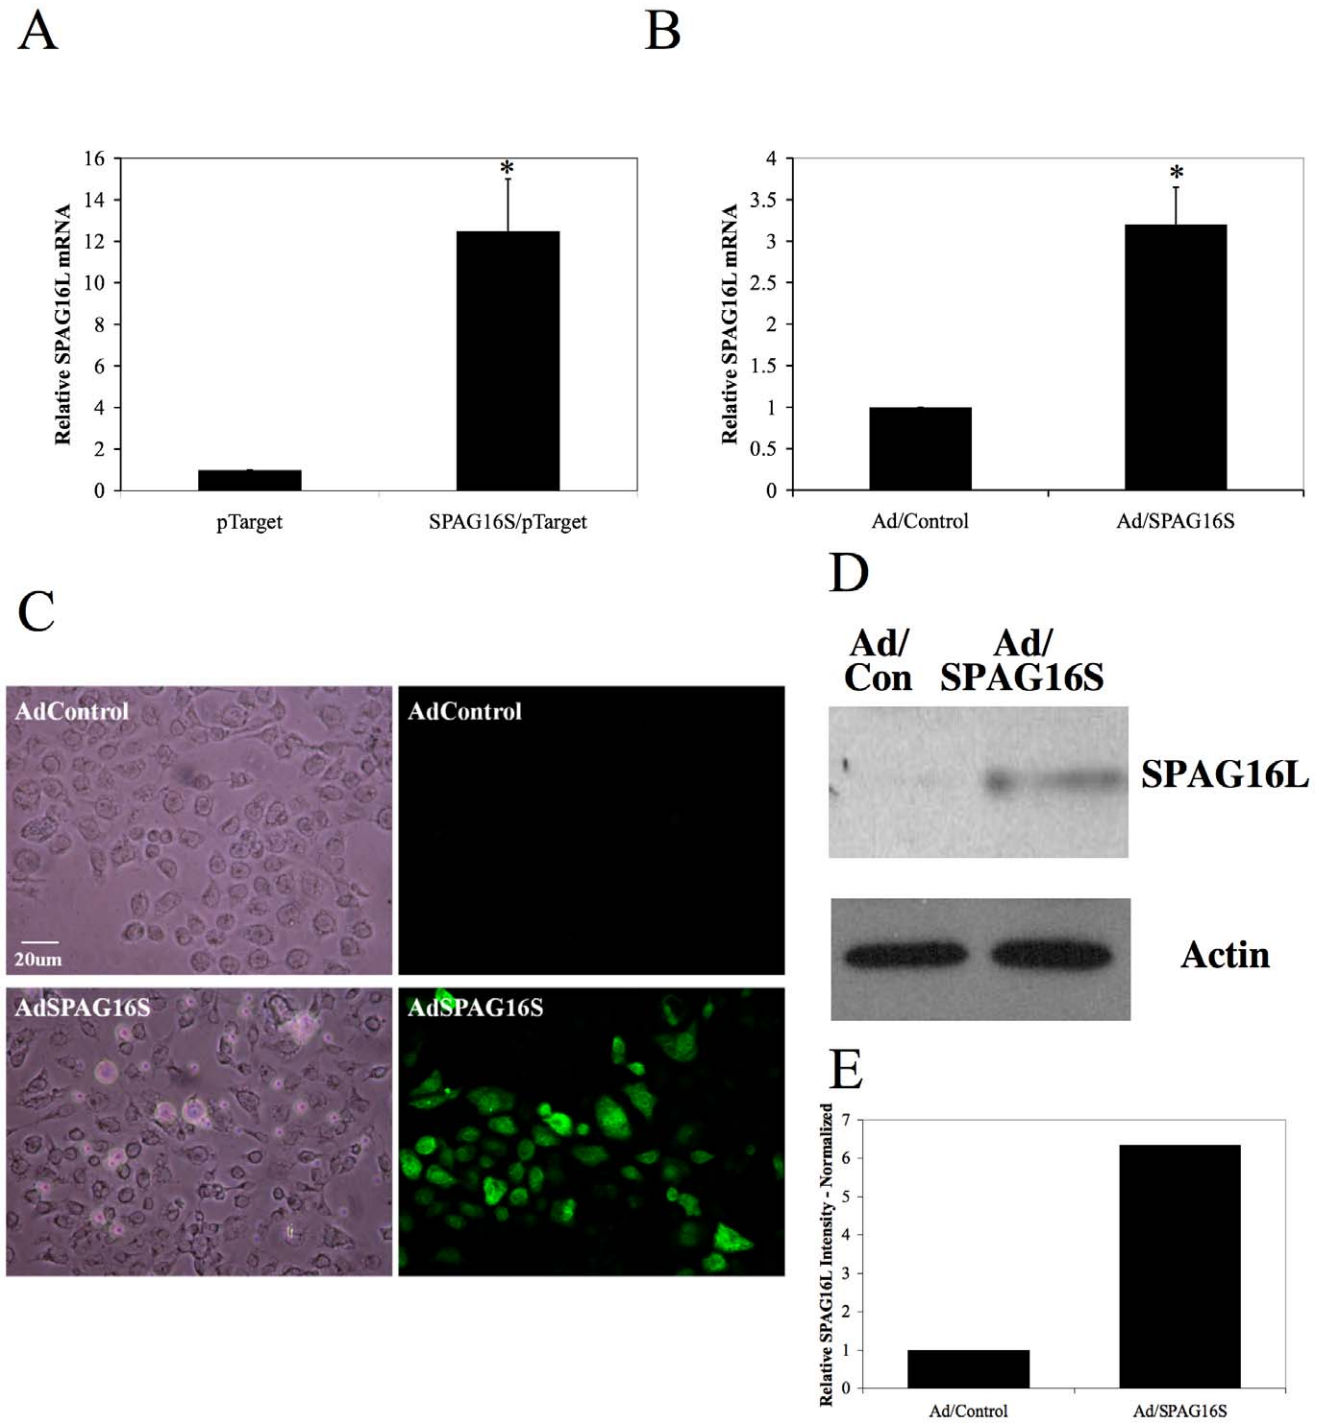 A
B
16
14
12
10
8
6
4
2
0
Relative SPAG16L mRNA
*
pTarget
SPAG16S/pTarget
4
3.5
3
2.5
2
1.5
1
0.5
0
Relative SPAG16L mRNA
*
Ad/Control
Ad/SPAG16S
C
AdControl
AdControl
20um
AdSPAG16S
AdSPAG16S
D
Ad/
Con
Ad/
SPAG16S
SPAG16L
Actin
E
7
6
5
4
3
2
1
0
Relative SPAG16L Intensity - Normalized
Ad/Control
Ad/SPAG16S